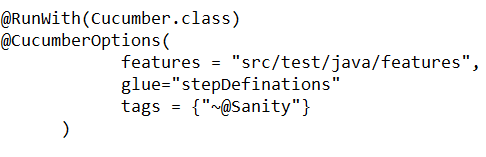 @RunWith(Cucumber.class)
@CucumberOptions(
features = "src/test/java/features",
glue="stepDefinations"
tags = {"~@Sanity"}
)